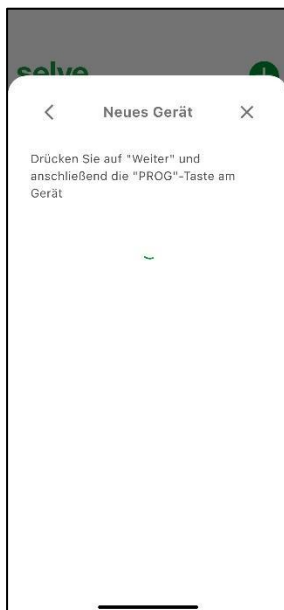 selve
Neues Gerät
Drücken Sie auf "Weiter" und
anschließend die "PROG"-Taste am
Gerät